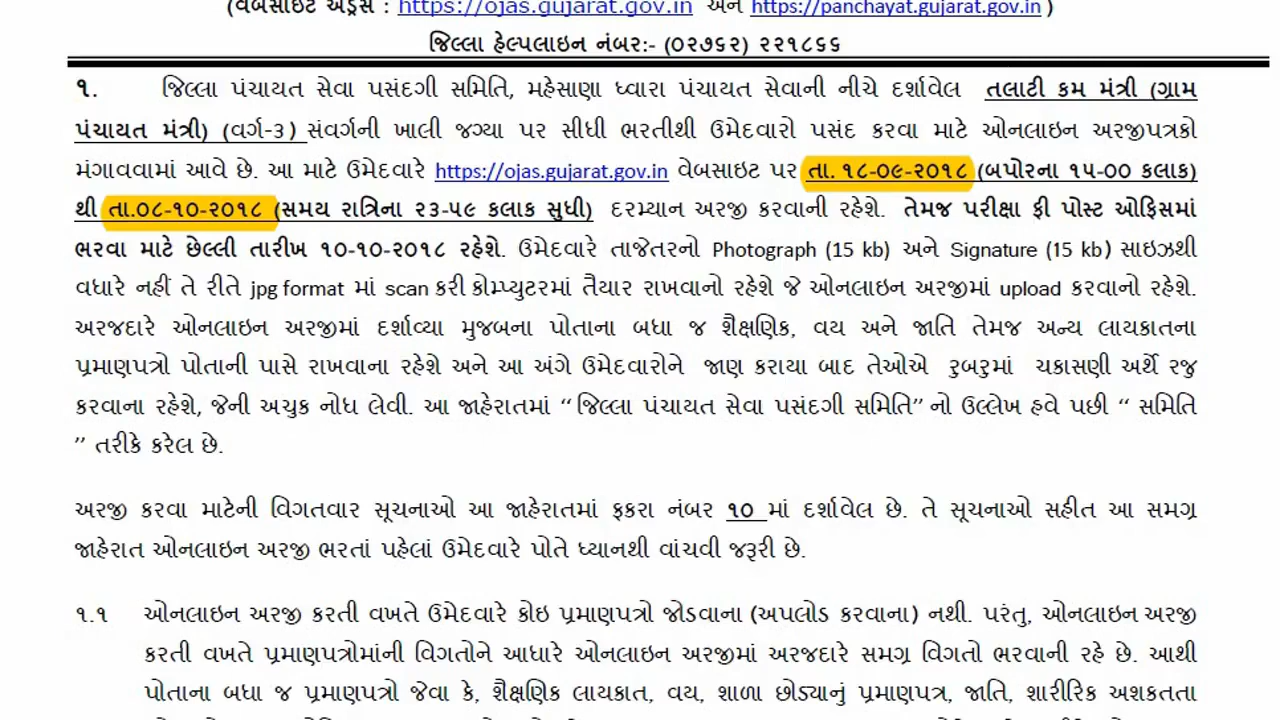 (વેબસાઇટ એડ્રેસ : https://ojas.gujarat.gov.in અને https://panchayat.gujarat.gov.in )
જિલ્લા હેલ્પલાઇન નંબર:- (૦૨૭૬૨) ૨૨૧૮૬૬
૧. જિલ્લા પંચાયત સેવા પસંદગી સમિતિ, મહેસાણા ધ્વારા પંચાયત સેવાની નીચે દર્શાવેલ તલાટી કમ મંત્રી (ગ્રામ
પંચાયત મંત્રી) (વર્ગ-૩) સંવર્ગની ખાલી જગ્યા પર સીધી ભરતીથી ઉમેદવારો પસંદ કરવા માટે ઓનલાઇન અરજીપત્રકો
મંગાવવામાં આવે છે. આ માટે ઉમેદવારે https://ojas.gujarat.gov.in વેબસાઇટ પર તા. ૧૮-૦૯-૨૦૧૮ (બપોરના ૧૫-૦૦ કલાક)
થી તા.૦૮-૧૦-૨૦૧૮ (સમય રાત્રિના ૨૩-૫૯ કલાક સુધી) દરમ્યાન અરજી કરવાની રહેશે. તેમજ પરીક્ષા ફી પોસ્ટ ઓફિસમાં
ભરવા માટે છેલ્લી તારીખ ૧૦-૧૦-૨૦૧૮ રહેશે. ઉમેદવારે તાજેતરનો Photograph (15 kb) અને Signature (15 kb) સાઇઝથી
વધારે નહીં તે રીતે jpg format માં scan કરી કોમ્પ્યુટરમાં તૈયાર રાખવાનો રહેશે જે ઓનલાઇન અરજીમાં upload કરવાનો રહેશે.
અરજદારે ઓનલાઇન અરજીમાં દર્શાવ્યા મુજબના પોતાના બધા જ શૈક્ષણિક, વય અને જાતિ તેમજ અન્ય લાયકાતના
પ્રમાણપત્રો પોતાની પાસે રાખવાના રહેશે અને આ અંગે ઉમેદવારોને જાણ કરાયા બાદ તેઓએ રુબરુમાં ચકાસણી અર્થે રજુ
કરવાના રહેશે, જેની અચુક નોધ લેવી. આ જાહેરાતમાં “ જિલ્લા પંચાયત સેવા પસંદગી સમિતિ” નો ઉલ્લેખ હવે પછી “ સમિતિ
” તરીકે કરેલ છે.
અરજી કરવા માટેની વિગતવાર સૂચનાઓ આ જાહેરાતમાં ફકરા નંબર ૧૦ માં દર્શાવેલ છે. તે સૂચનાઓ સહીત આ સમગ્ર
જાહેરાત ઓનલાઇન અરજી ભરતાં પહેલાં ઉમેદવારે પોતે ધ્યાનથી વાંચવી જરૂરી છે.
૧.૧ ઓનલાઇન અરજી કરતી વખતે ઉમેદવારે કોઇ પ્રમાણપત્રો જોડવાના (અપલોડ કરવાના) નથી. પરંતુ, ઓનલાઇન અરજી
કરતી વખતે પ્રમાણપત્રોમાંની વિગતોને આધારે ઓનલાઇન અરજીમાં અરજદારે સમગ્ર વિગતો ભરવાની રહે છે. આથી
પોતાના બધા જ પ્રમાણપત્રો જેવા કે, શૈક્ષણિક લાયકાત, વય, શાળા છોડ્યાનું પ્રમાણપત્ર, જાતિ, શારીરિક અશકતતા